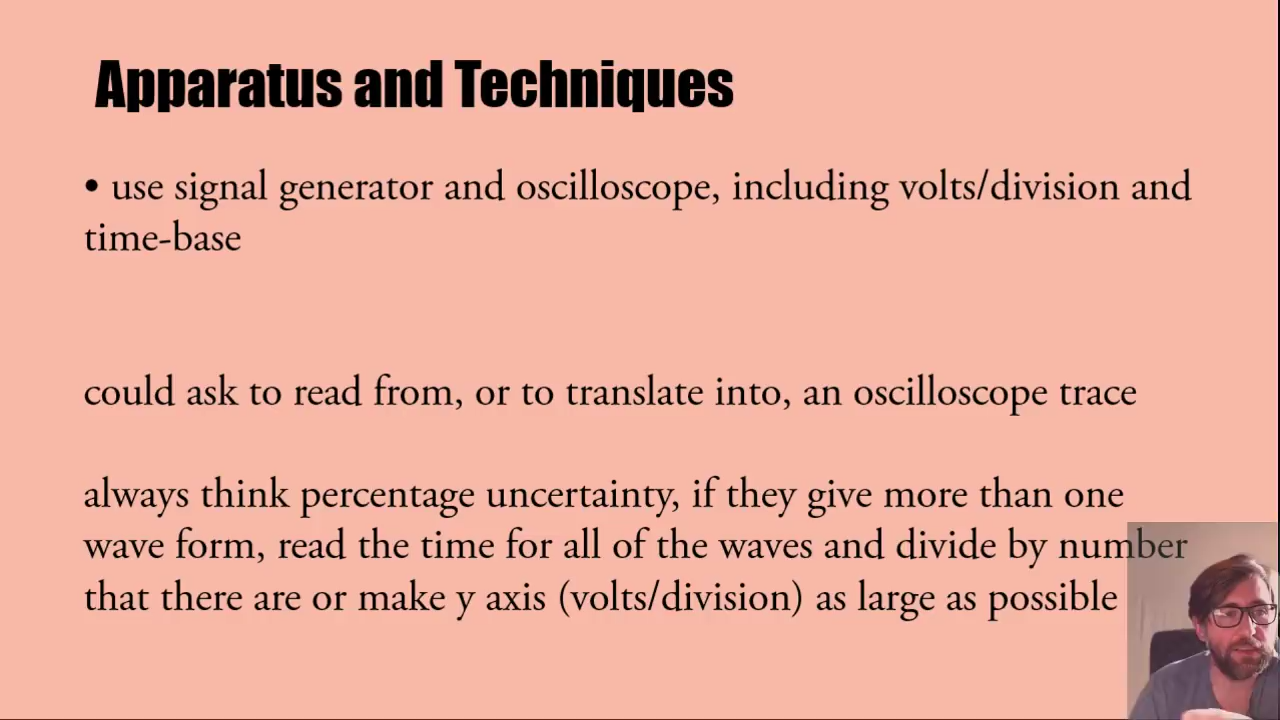 Apparatus and Techniques
• use signal generator and oscilloscope, including volts/division and
time-base
could ask to read from, or to translate into, an oscilloscope trace
always think percentage uncertainty, if they give more than one
wave form, read the time for all of the waves and divide by number
that there are or make y axis (volts/division) as large as possible